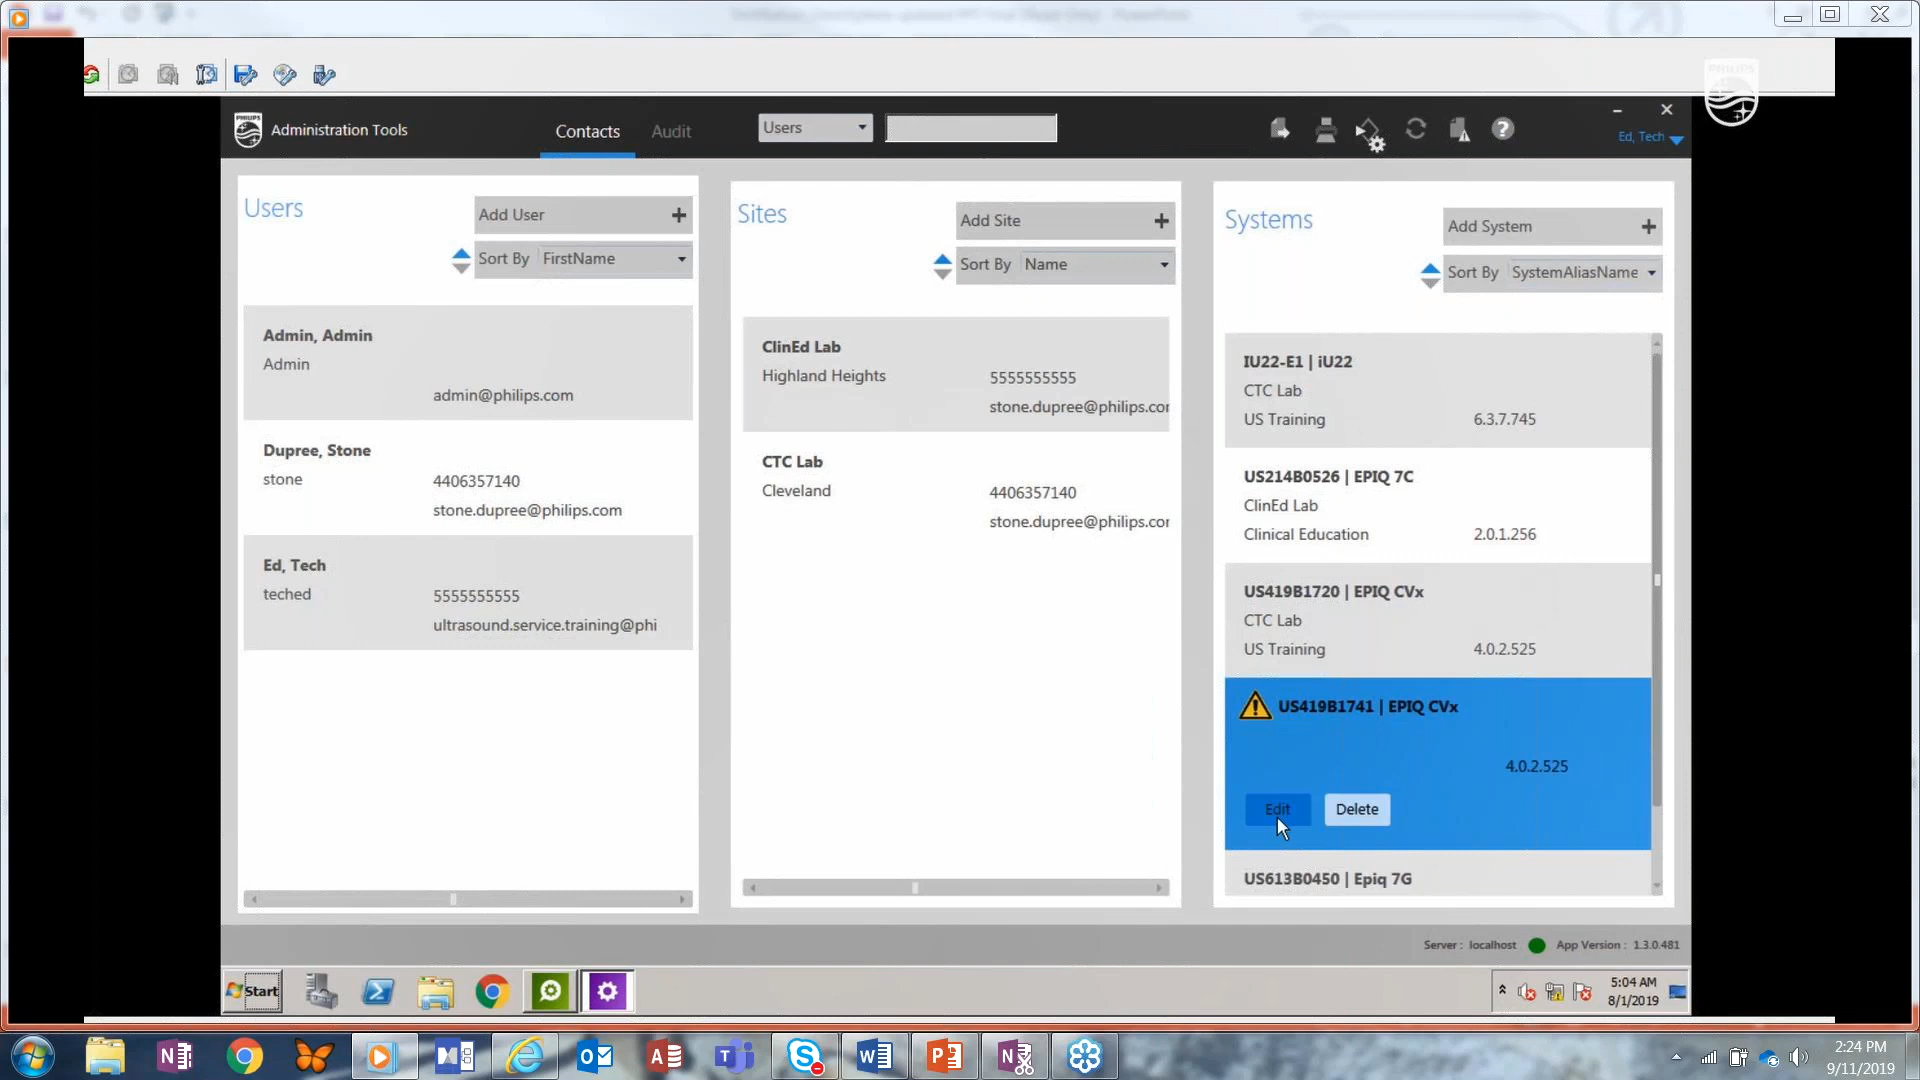 PHILIPS
PHILIPS
Administration Tools
Contacts
Audit
Users
Ed, Tech
Users
Add User
Sort By FirstName
Admin, Admin
Admin
admin@philips.com
Dupree, Stone
stone
4406357140
stone.dupree@philips.com
Ed, Tech
teched
5555555555
ultrasound.service.training@phi
Sites
Add Site
Sort By Name
ClinEd Lab
Highland Heights
5555555555
stone.dupree@philips.cor
CTC Lab
Cleveland
4406357140
stone.dupree@philips.cor
Systems
Add System
Sort By SystemAliasName
IU22-E1 | iU22
CTC Lab
US Training 6.3.7.745
US214B0526 | EPIQ 7C
ClinEd Lab
Clinical Education 2.0.1.256
US419B1720 | EPIQ CVx
CTC Lab
US Training 4.0.2.525
US419B1741 | EPIQ CVx
4.0.2.525
Edit Delete
US613B0450 | Epiq 7G
Server : localhost App Version : 1.3.0.481
Start
5:04 AM
8/1/2019
2:24 PM
9/11/2019